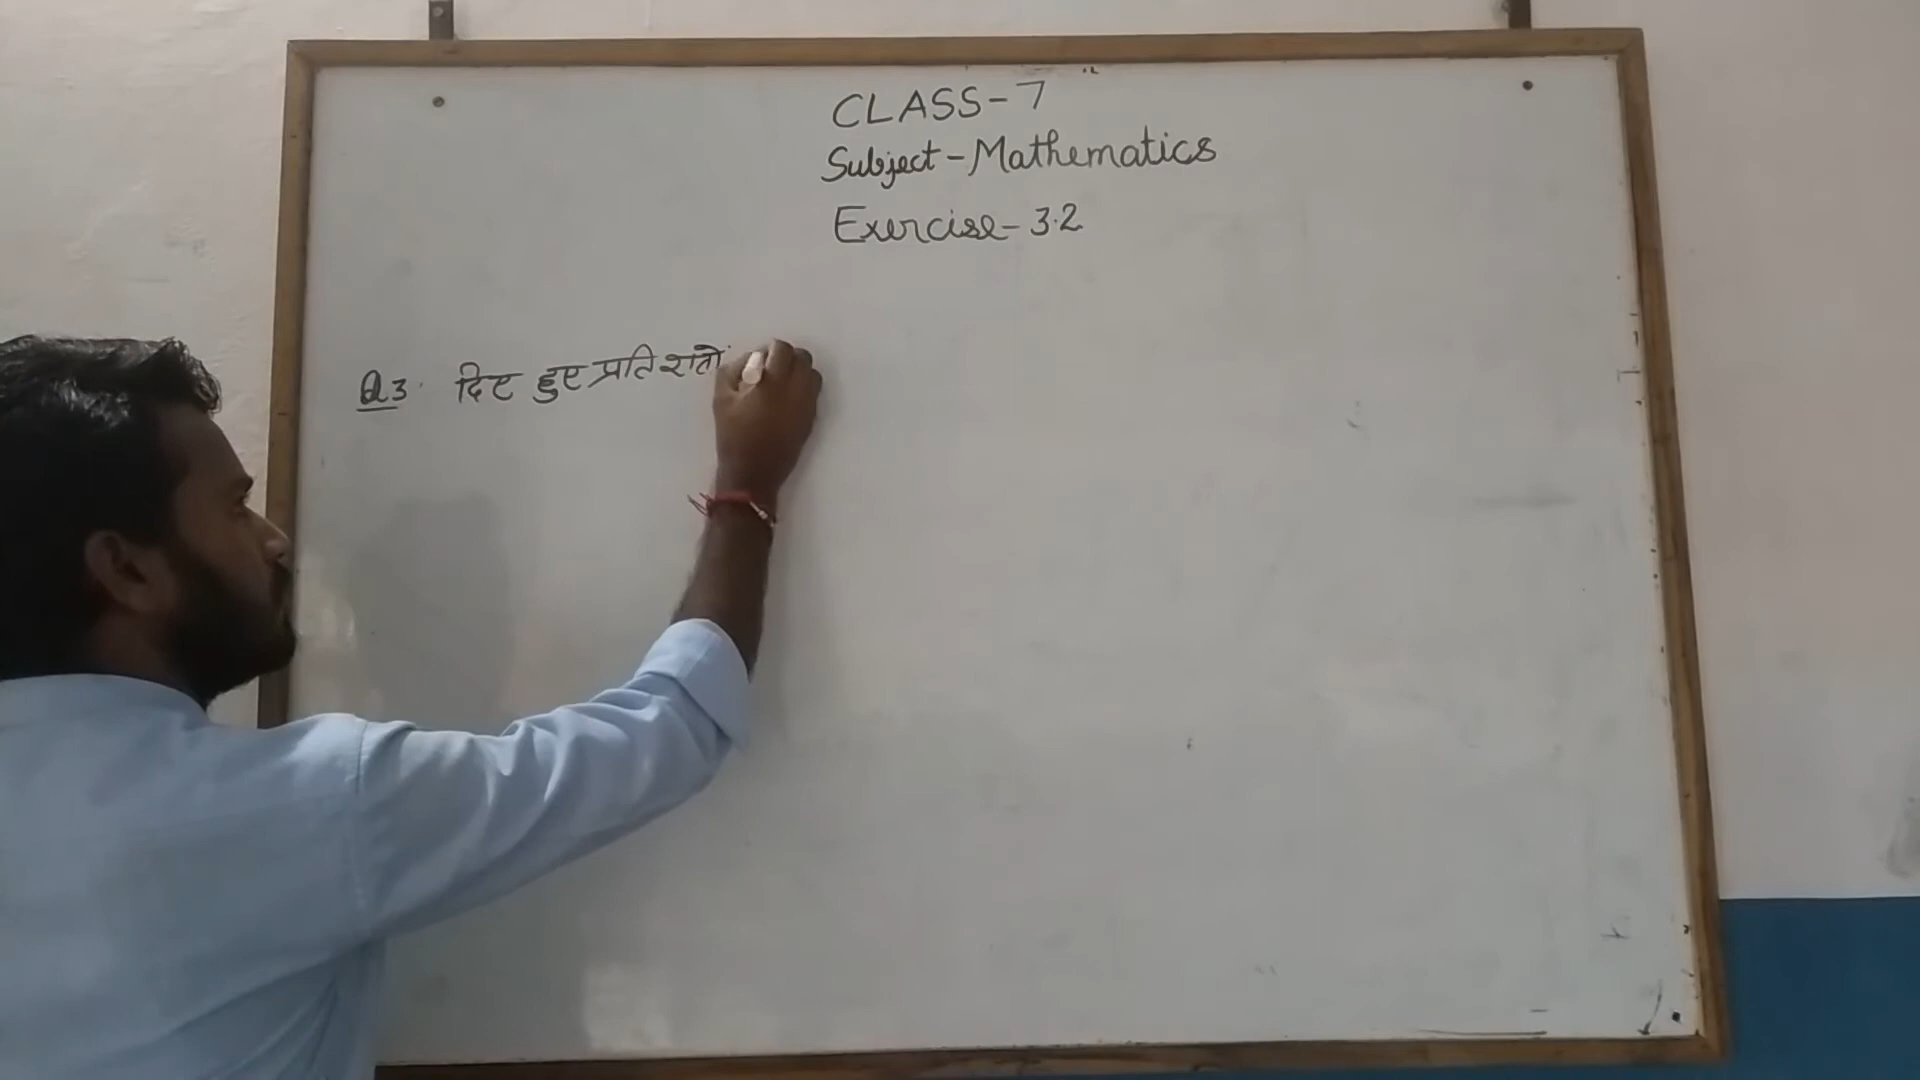 CLASS-7
Subject-Mathematics
Exercise-3.2
Q3. दिए हुए प्रतिशतों